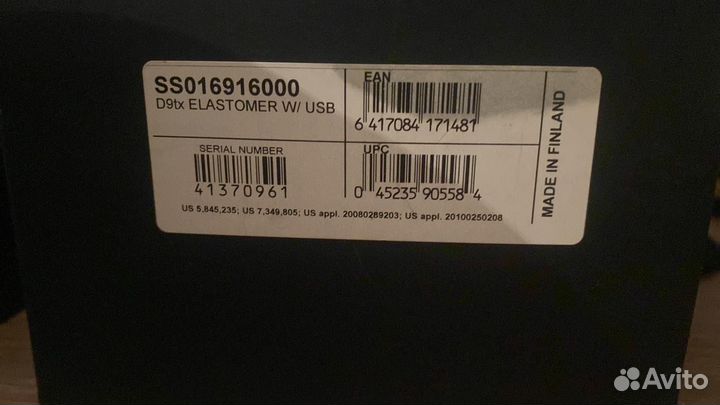 SS016916000
D9tx ELASTOMER W/ USB
SERIAL NUMBER
41370961
EAN
6 417084 171481
UPC
0 45235 90558 4
US 5,845,235; US 7,349,805; US appl. 20080289203; US appl. 20100250208
MADE IN FINLAND
Avito